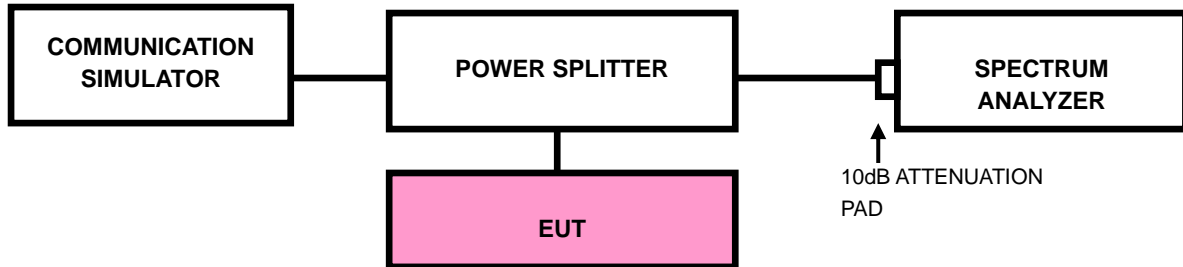 COMMUNICATION
SIMULATOR
POWER SPLITTER
SPECTRUM
ANALYZER
10dB ATTENUATION
PAD
EUT